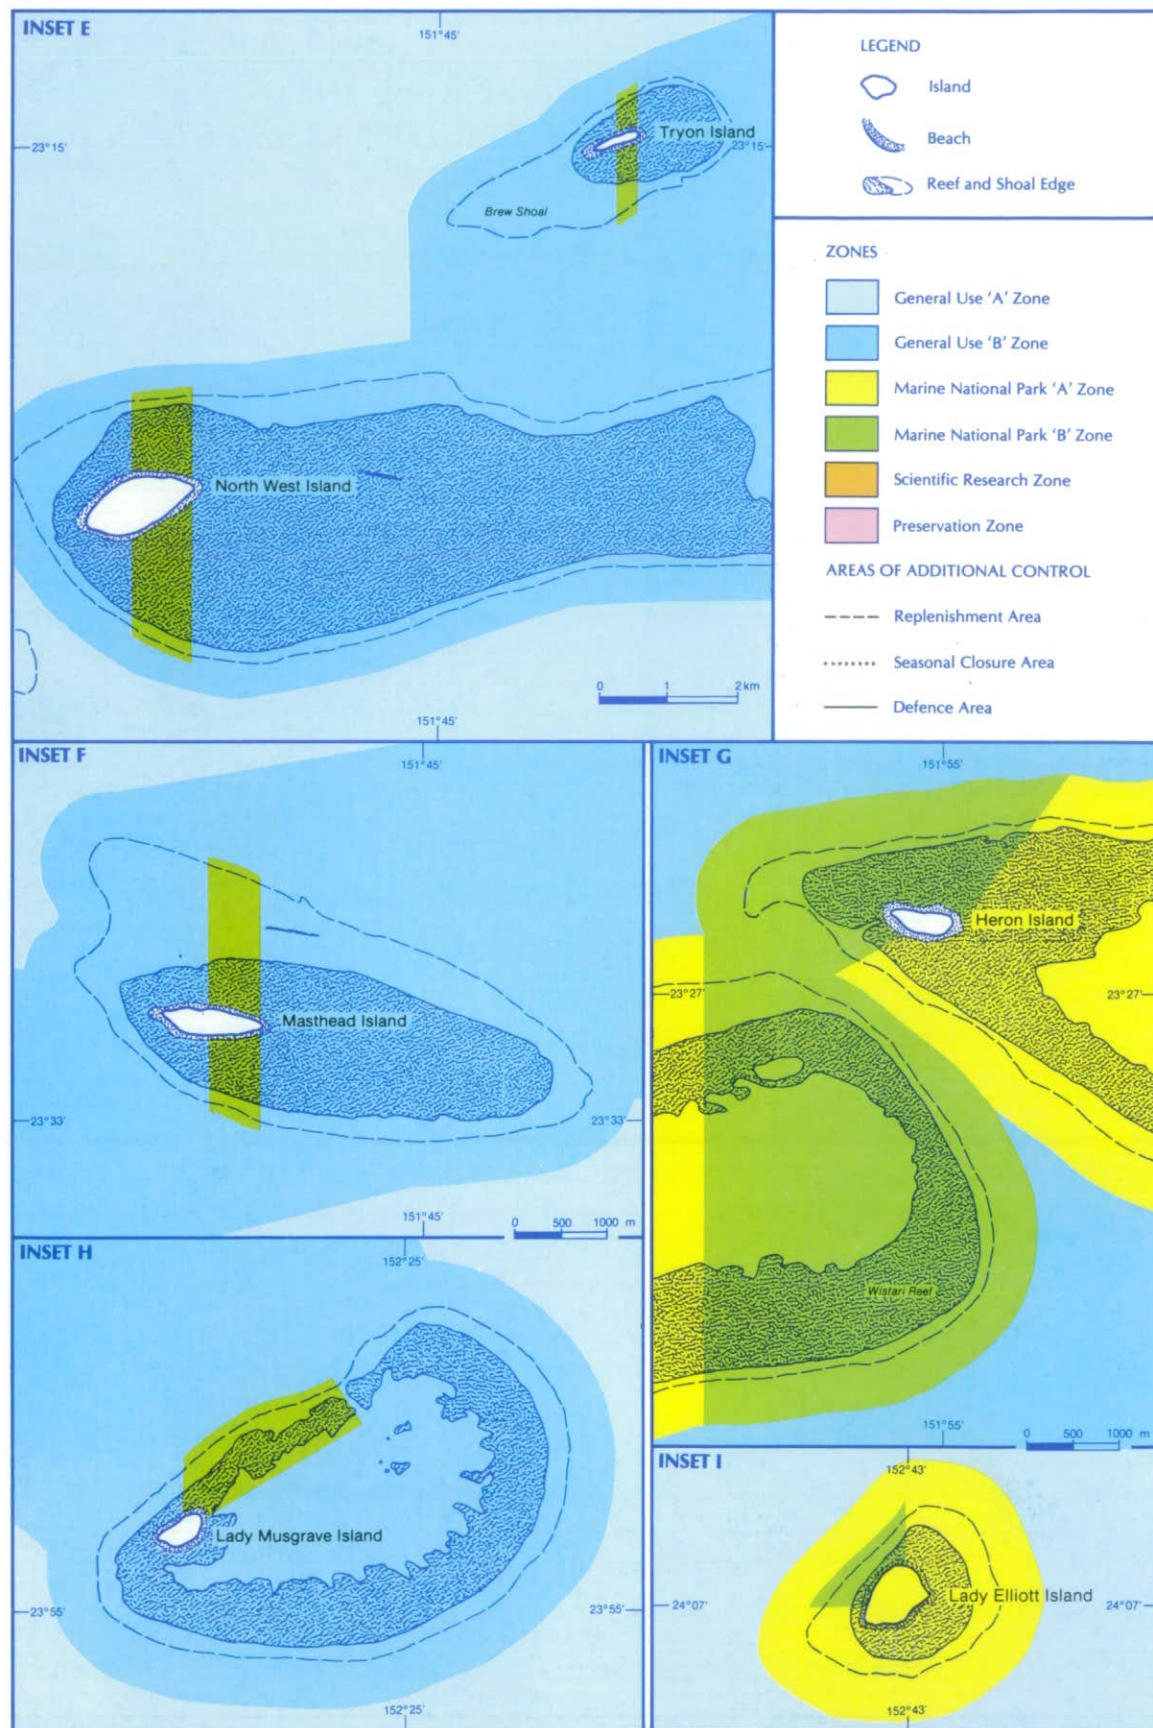 INSET E
151°45'
23°15'
Tryon Island
23°15'
Brew Shoal
North West Island
0 1 2km
151°45'
LEGEND
Island
Beach
Reef and Shoal Edge
ZONES
General Use 'A' Zone
General Use 'B' Zone
Marine National Park 'A' Zone
Marine National Park 'B' Zone
Scientific Research Zone
Preservation Zone
AREAS OF ADDITIONAL CONTROL
Replenishment Area
Seasonal Closure Area
Defence Area
INSET F
151°45'
Masthead Island
23°33'
23°33'
151°45'
0 500 1000 m
INSET G
151°55'
Heron Island
23°27'
23°27'
Wistari Reef
151°55'
0 500 1000 m
INSET H
152°25'
Lady Musgrave Island
23°55'
23°55'
152°25'
INSET I
152°43'
Lady Elliott Island
24°07'
24°07'
152°43'